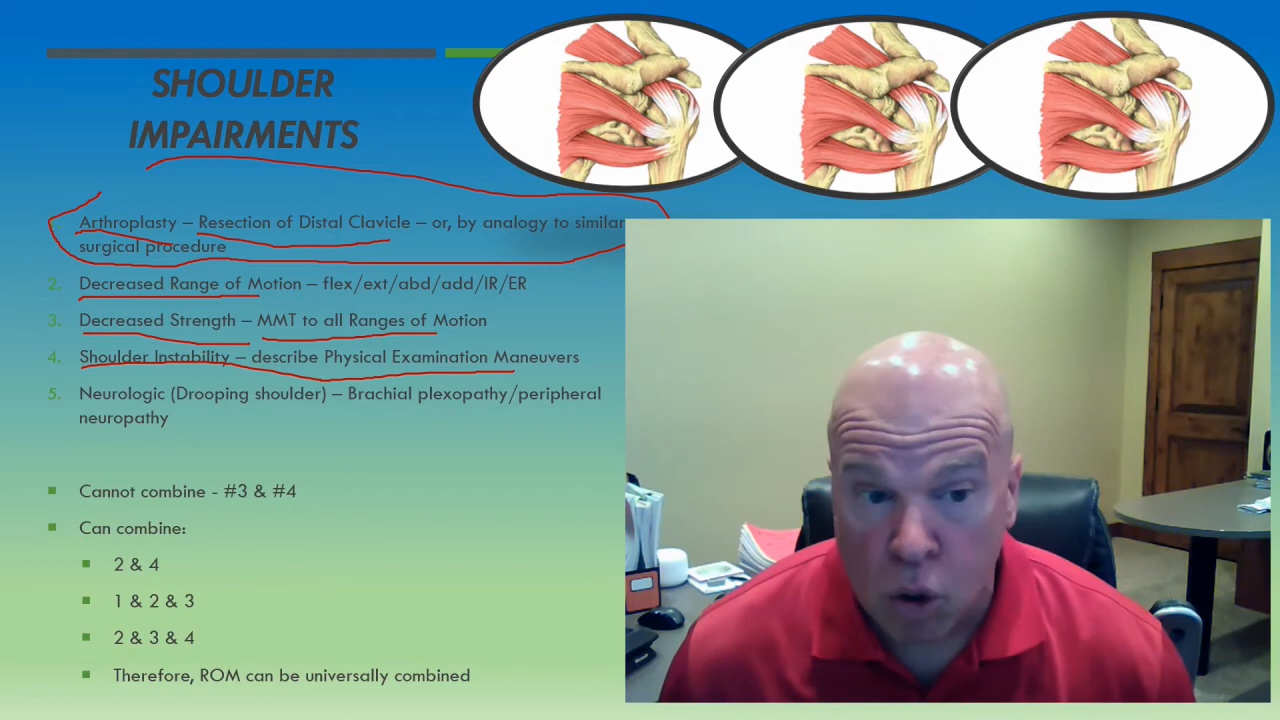 SHOULDER
IMPAIRMENTS
Arthroplasty – Resection of Distal Clavicle – or, by analogy to similar
surgical procedure
2. Decreased Range of Motion – flex/ext/abd/add/IR/ER
3. Decreased Strength – MMT to all Ranges of Motion
4. Shoulder Instability – describe Physical Examination Maneuvers
5. Neurologic (Drooping shoulder) – Brachial plexopathy/peripheral
neuropathy
Cannot combine - #3 & #4
Can combine:
2 & 4
1 & 2 & 3
2 & 3 & 4
Therefore, ROM can be universally combined